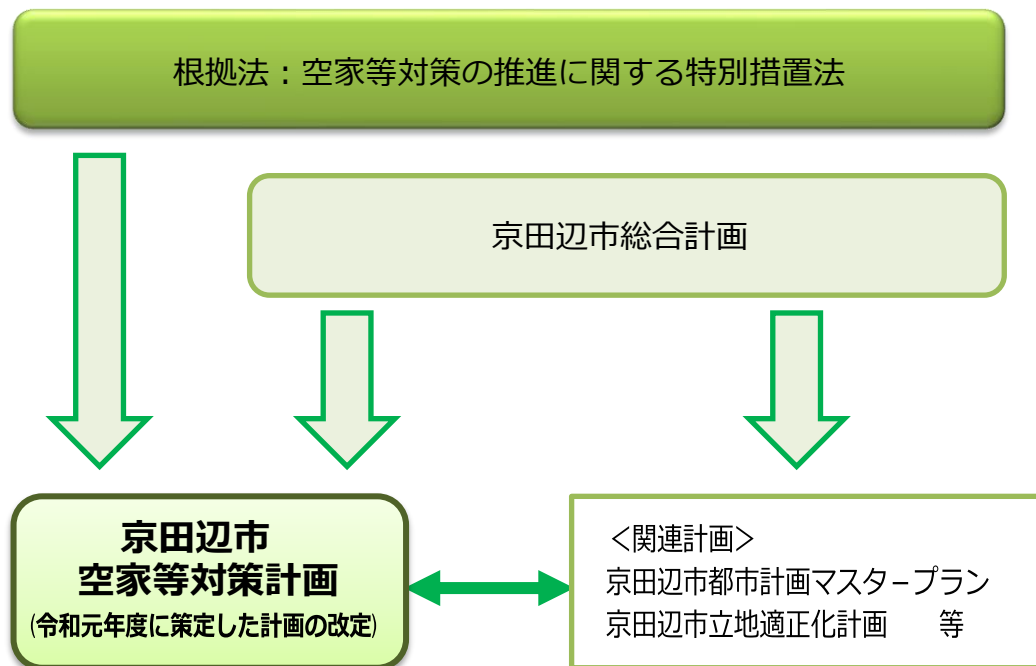 根拠法：空家等対策の推進に関する特別措置法
京田辺市総合計画
京田辺市
空家等対策計画
(令和元年度に策定した計画の改定)
＜関連計画＞
京田辺市都市計画マスタープラン
京田辺市立地適正化計画　等